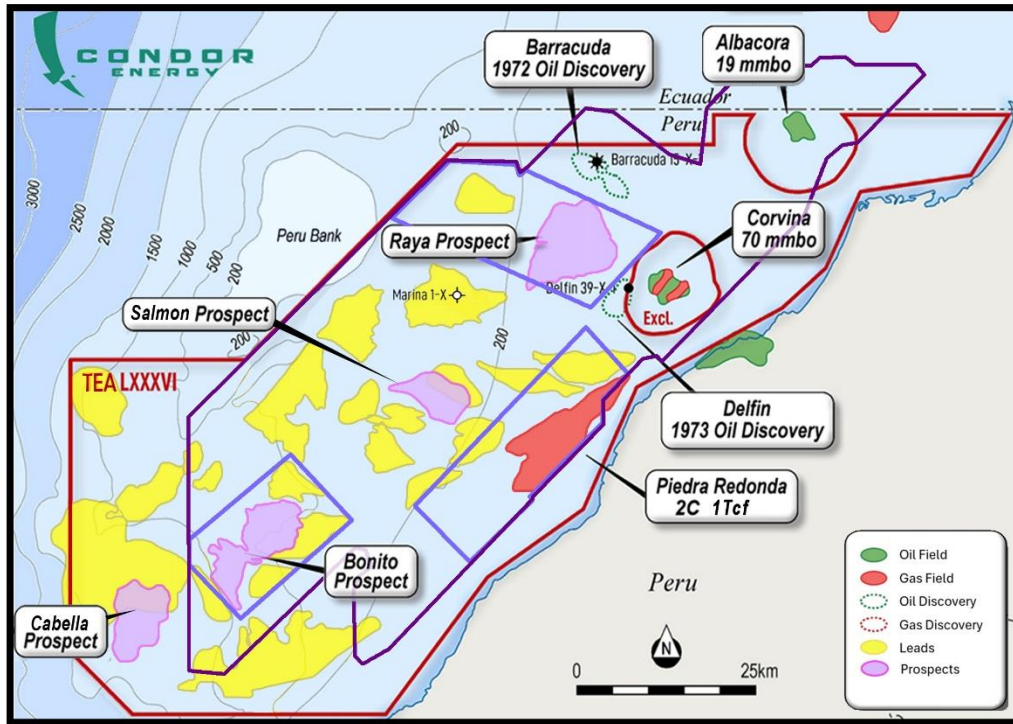 CONDOR
ENERGY
Barracuda
1972 Oil Discovery
Albacora
19 mmbo
Ecuador
Peru
200
3000
2500
2000
1500
1000
500
200
Peru Bank
Barracuda 15-X-
Raya Prospect
Corvina
70 mmbo
Delfin 39-X
Marina 1-X
Excl.
Salmon Prospect
200
200
TEA LXXXVI
Delfin
1973 Oil Discovery
Piedra Redonda
2C 1Tcf
Bonito
Prospect
Cabella
Prospect
Peru
N
0
25km
Oil Field
Gas Field
Oil Discovery
Gas Discovery
Leads
Prospects